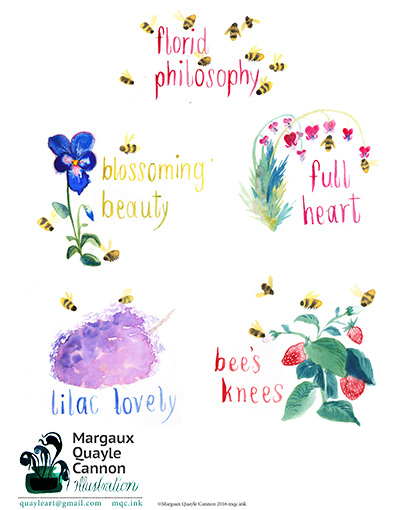 florid
philosophy
blossoming
beauty
full
heart
lilac lovely
bee's
knees
Margaux
Quayle
Cannon
Illustration
quayleart@gmail.com mqc.ink
©Margaux Quayle Cannon 2016 mqc.ink